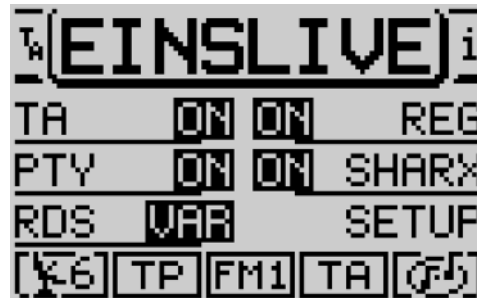 EINSLIVE i
TA ON ON REG
PTY ON ON SHARX
RDS VAR SETUP
6 TP FM1 TA